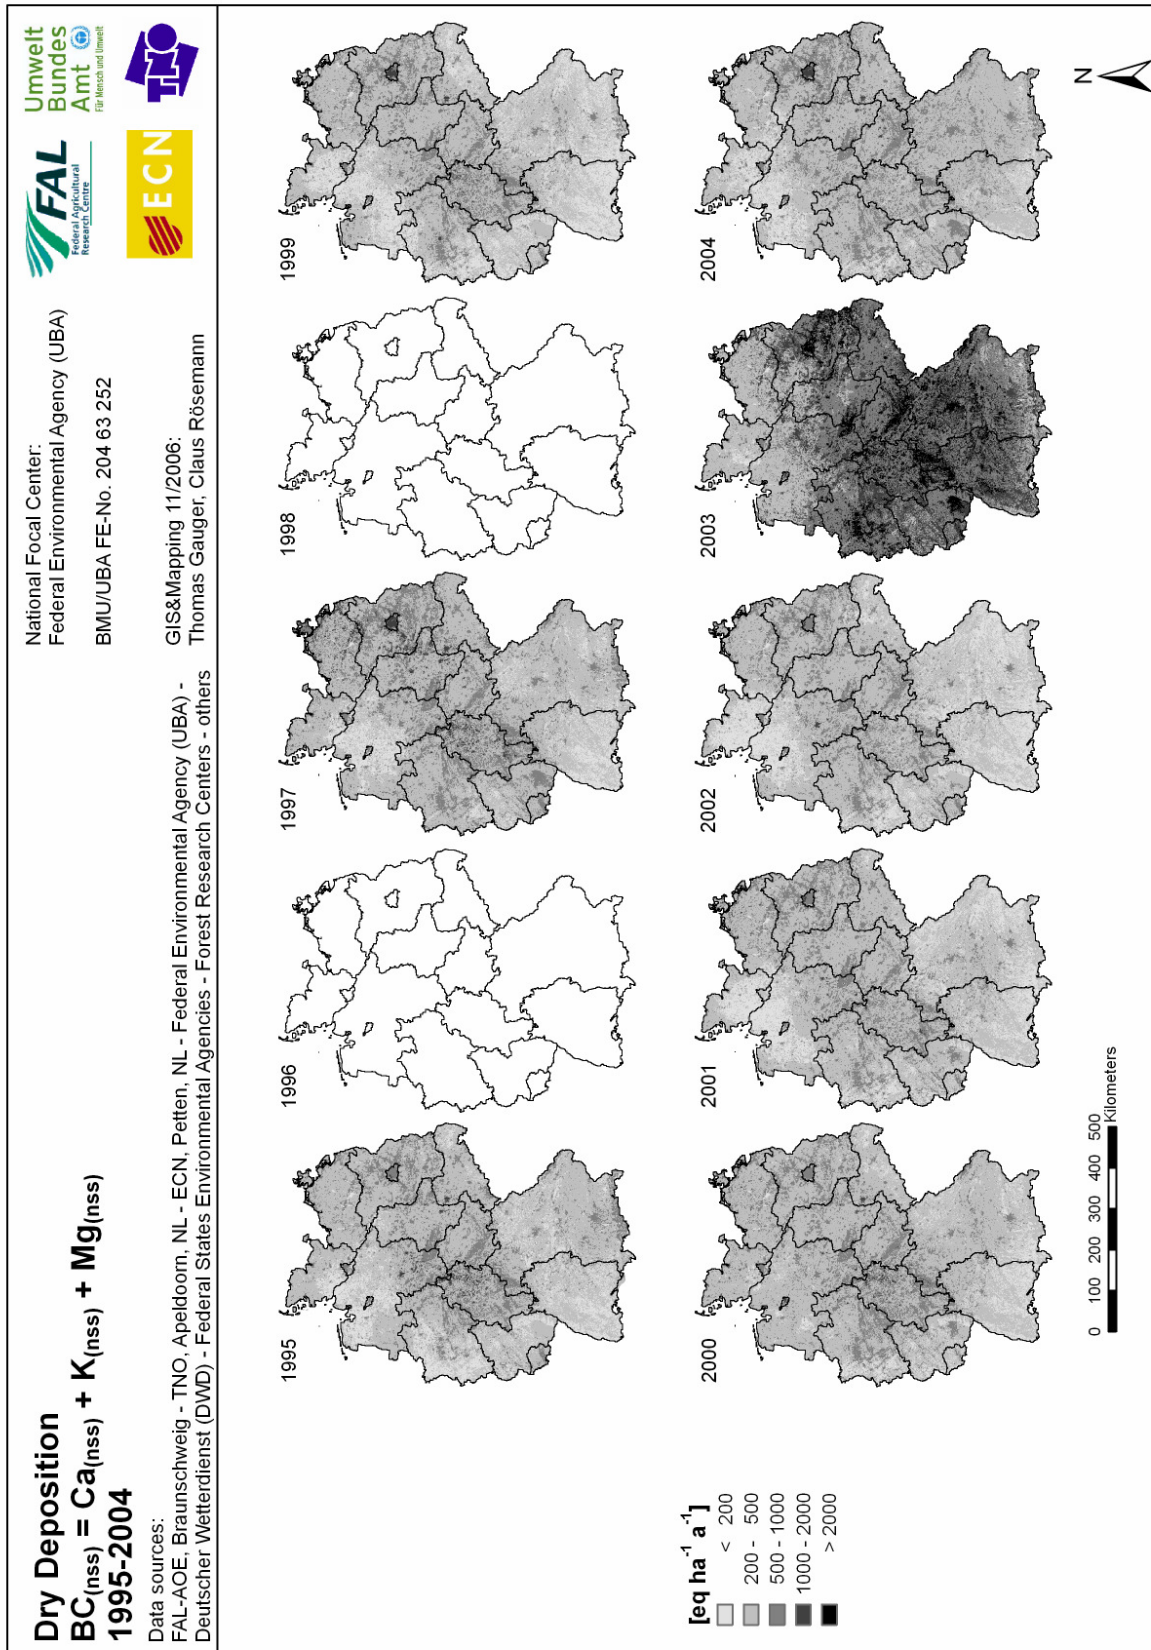 Dry Deposition
BC(nss) = Ca(nss) + K(nss) + Mg(nss)
1995-2004
Data sources:
FAL-AOE, Braunschweig - TNO, Apeldoorn, NL - ECN, Petten, NL - Federal Environmental Agency (UBA) -
Deutscher Wetterdienst (DWD) - Federal States Environmental Agencies - Forest Research Centers - others
National Focal Center:
Federal Environmental Agency (UBA)
BMU/UBA FE-No. 204 63 252
GIS&Mapping 11/2006:
Thomas Gauger, Claus Rösemann
FAL
Federal Agricultural
Research Centre
Umwelt
Bundes
Amt
Für Mensch und Umwelt
ECN
TNO
1995
1996
1997
1998
1999
2000
2001
2002
2003
2004
[eq ha-1 a-1]
< 200
200 - 500
500 - 1000
1000 - 2000
> 2000
0 100 200 300 400 500
Kilometers
N